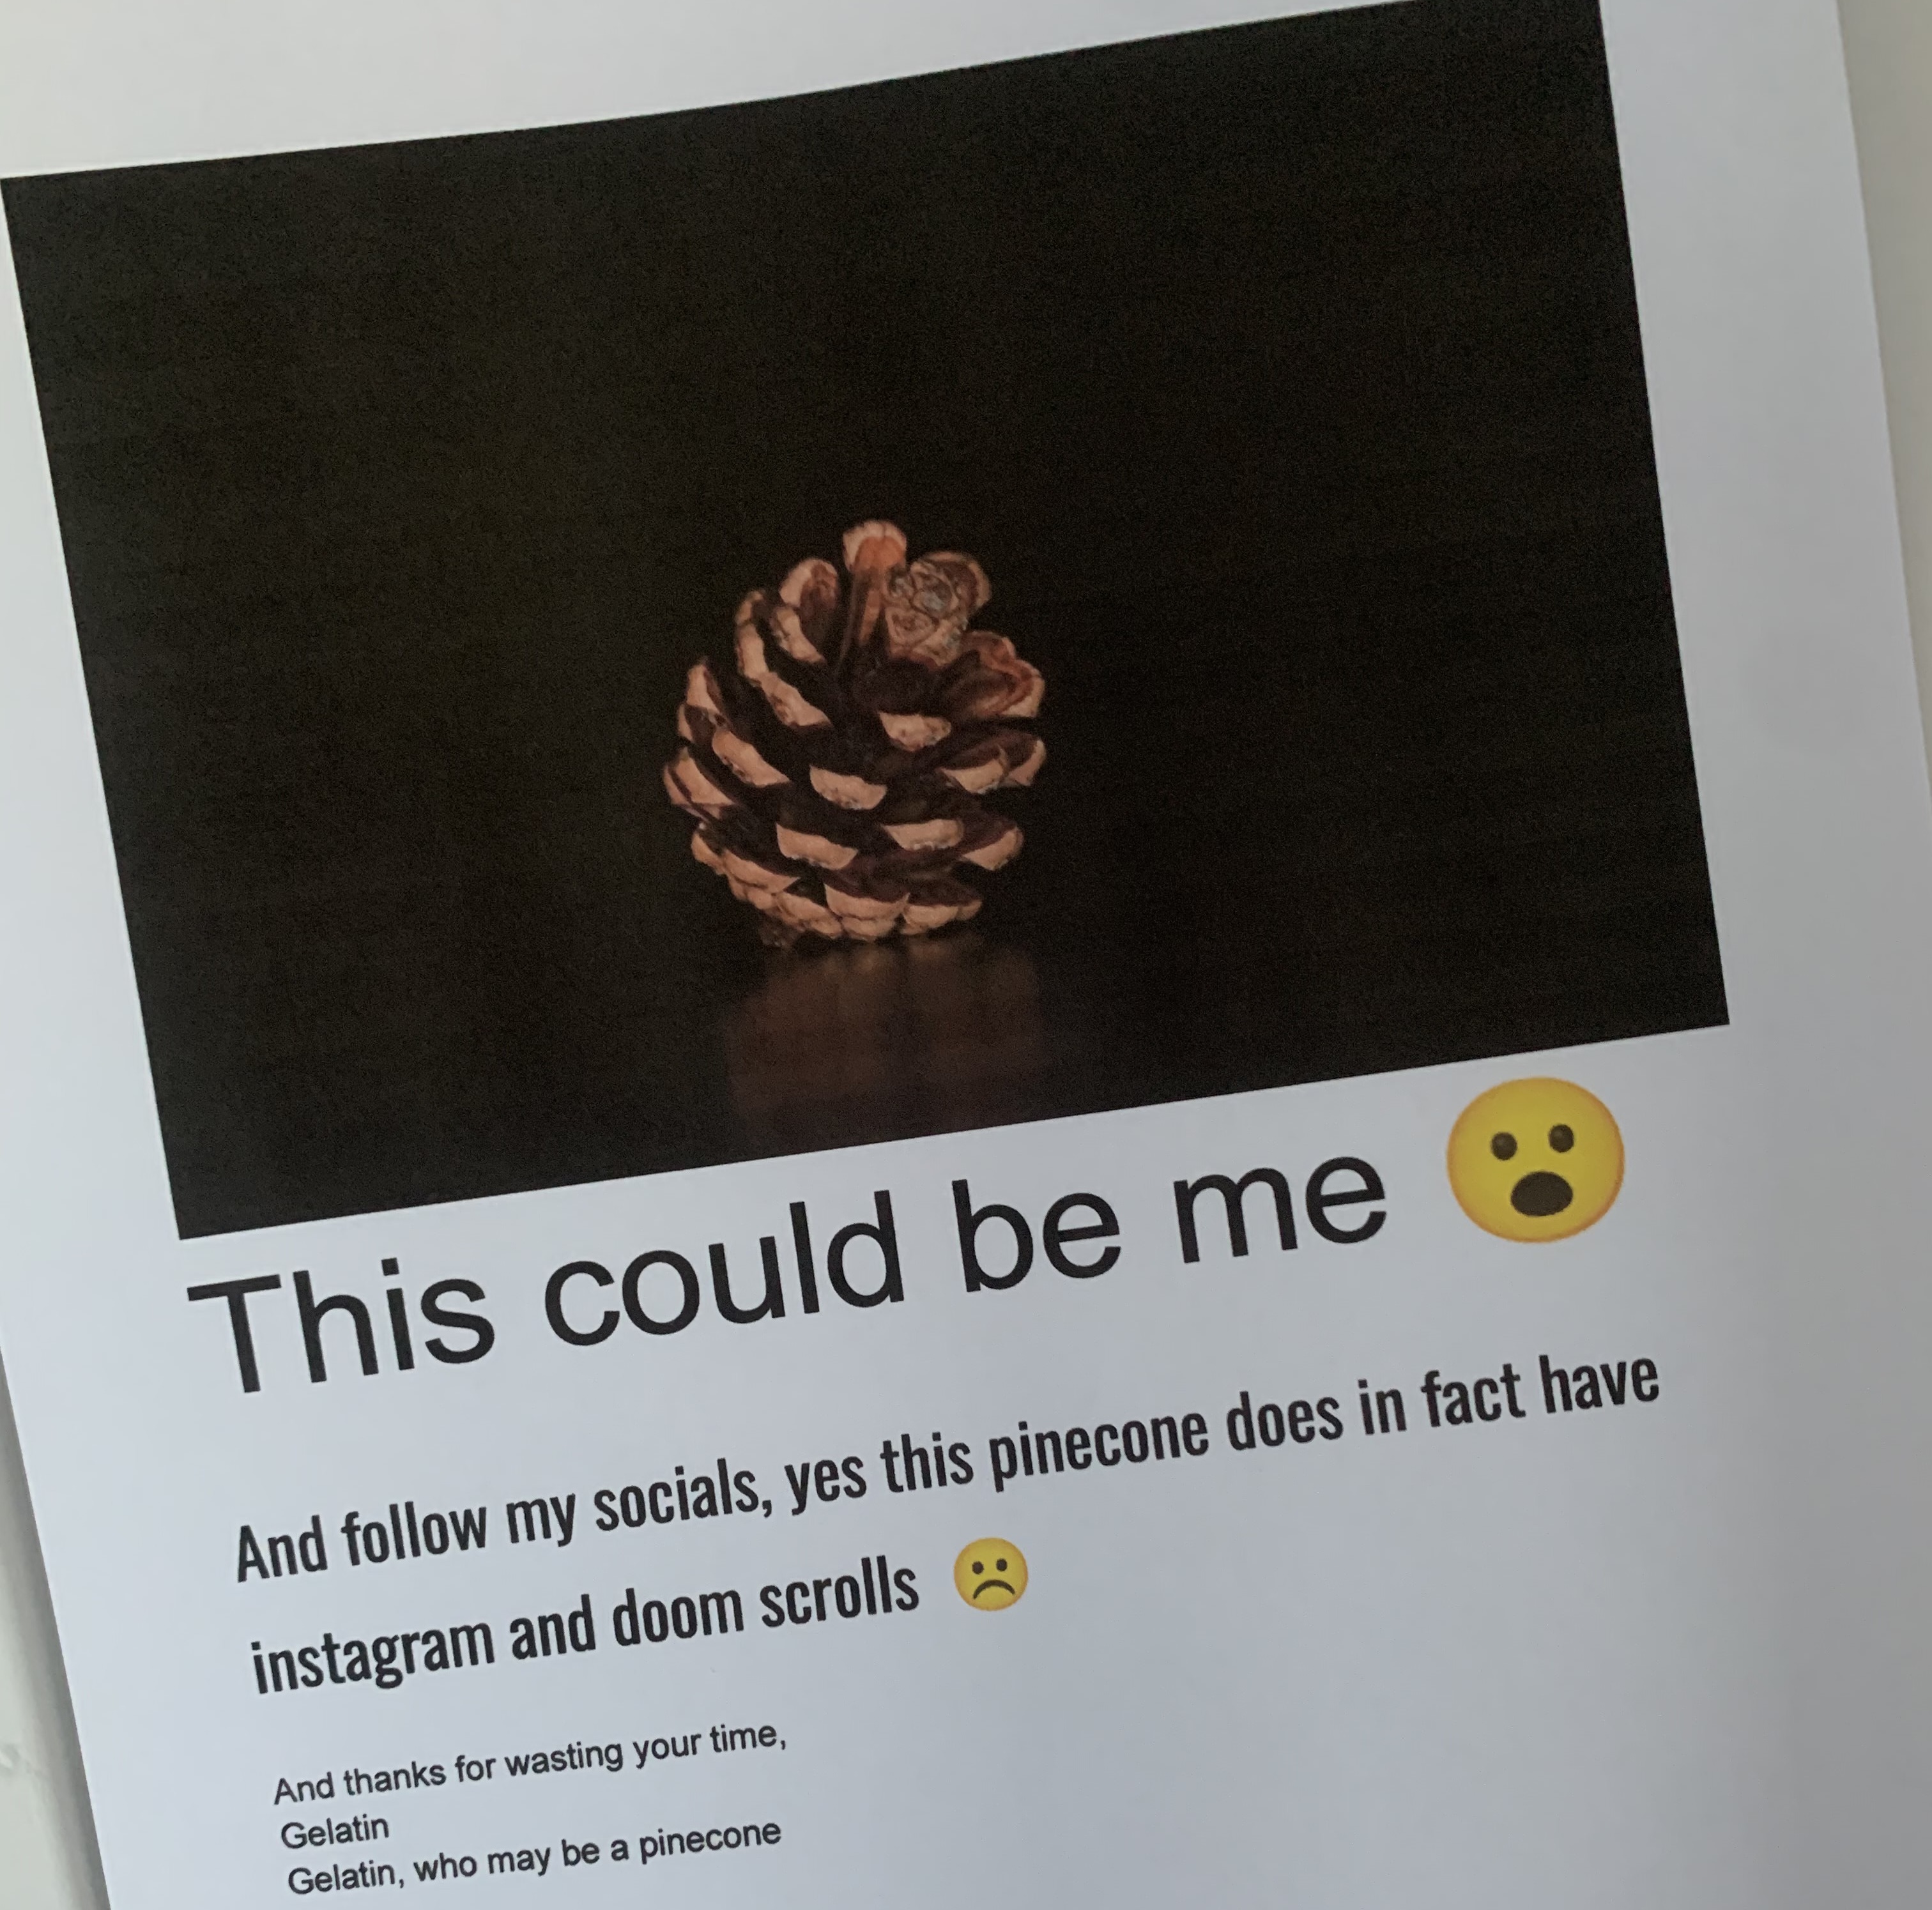 This could be me 😮
And follow my socials, yes this pinecone does in fact have
instagram and doom scrolls ☹️
And thanks for wasting your time,
Gelatin
Gelatin, who may be a pinecone